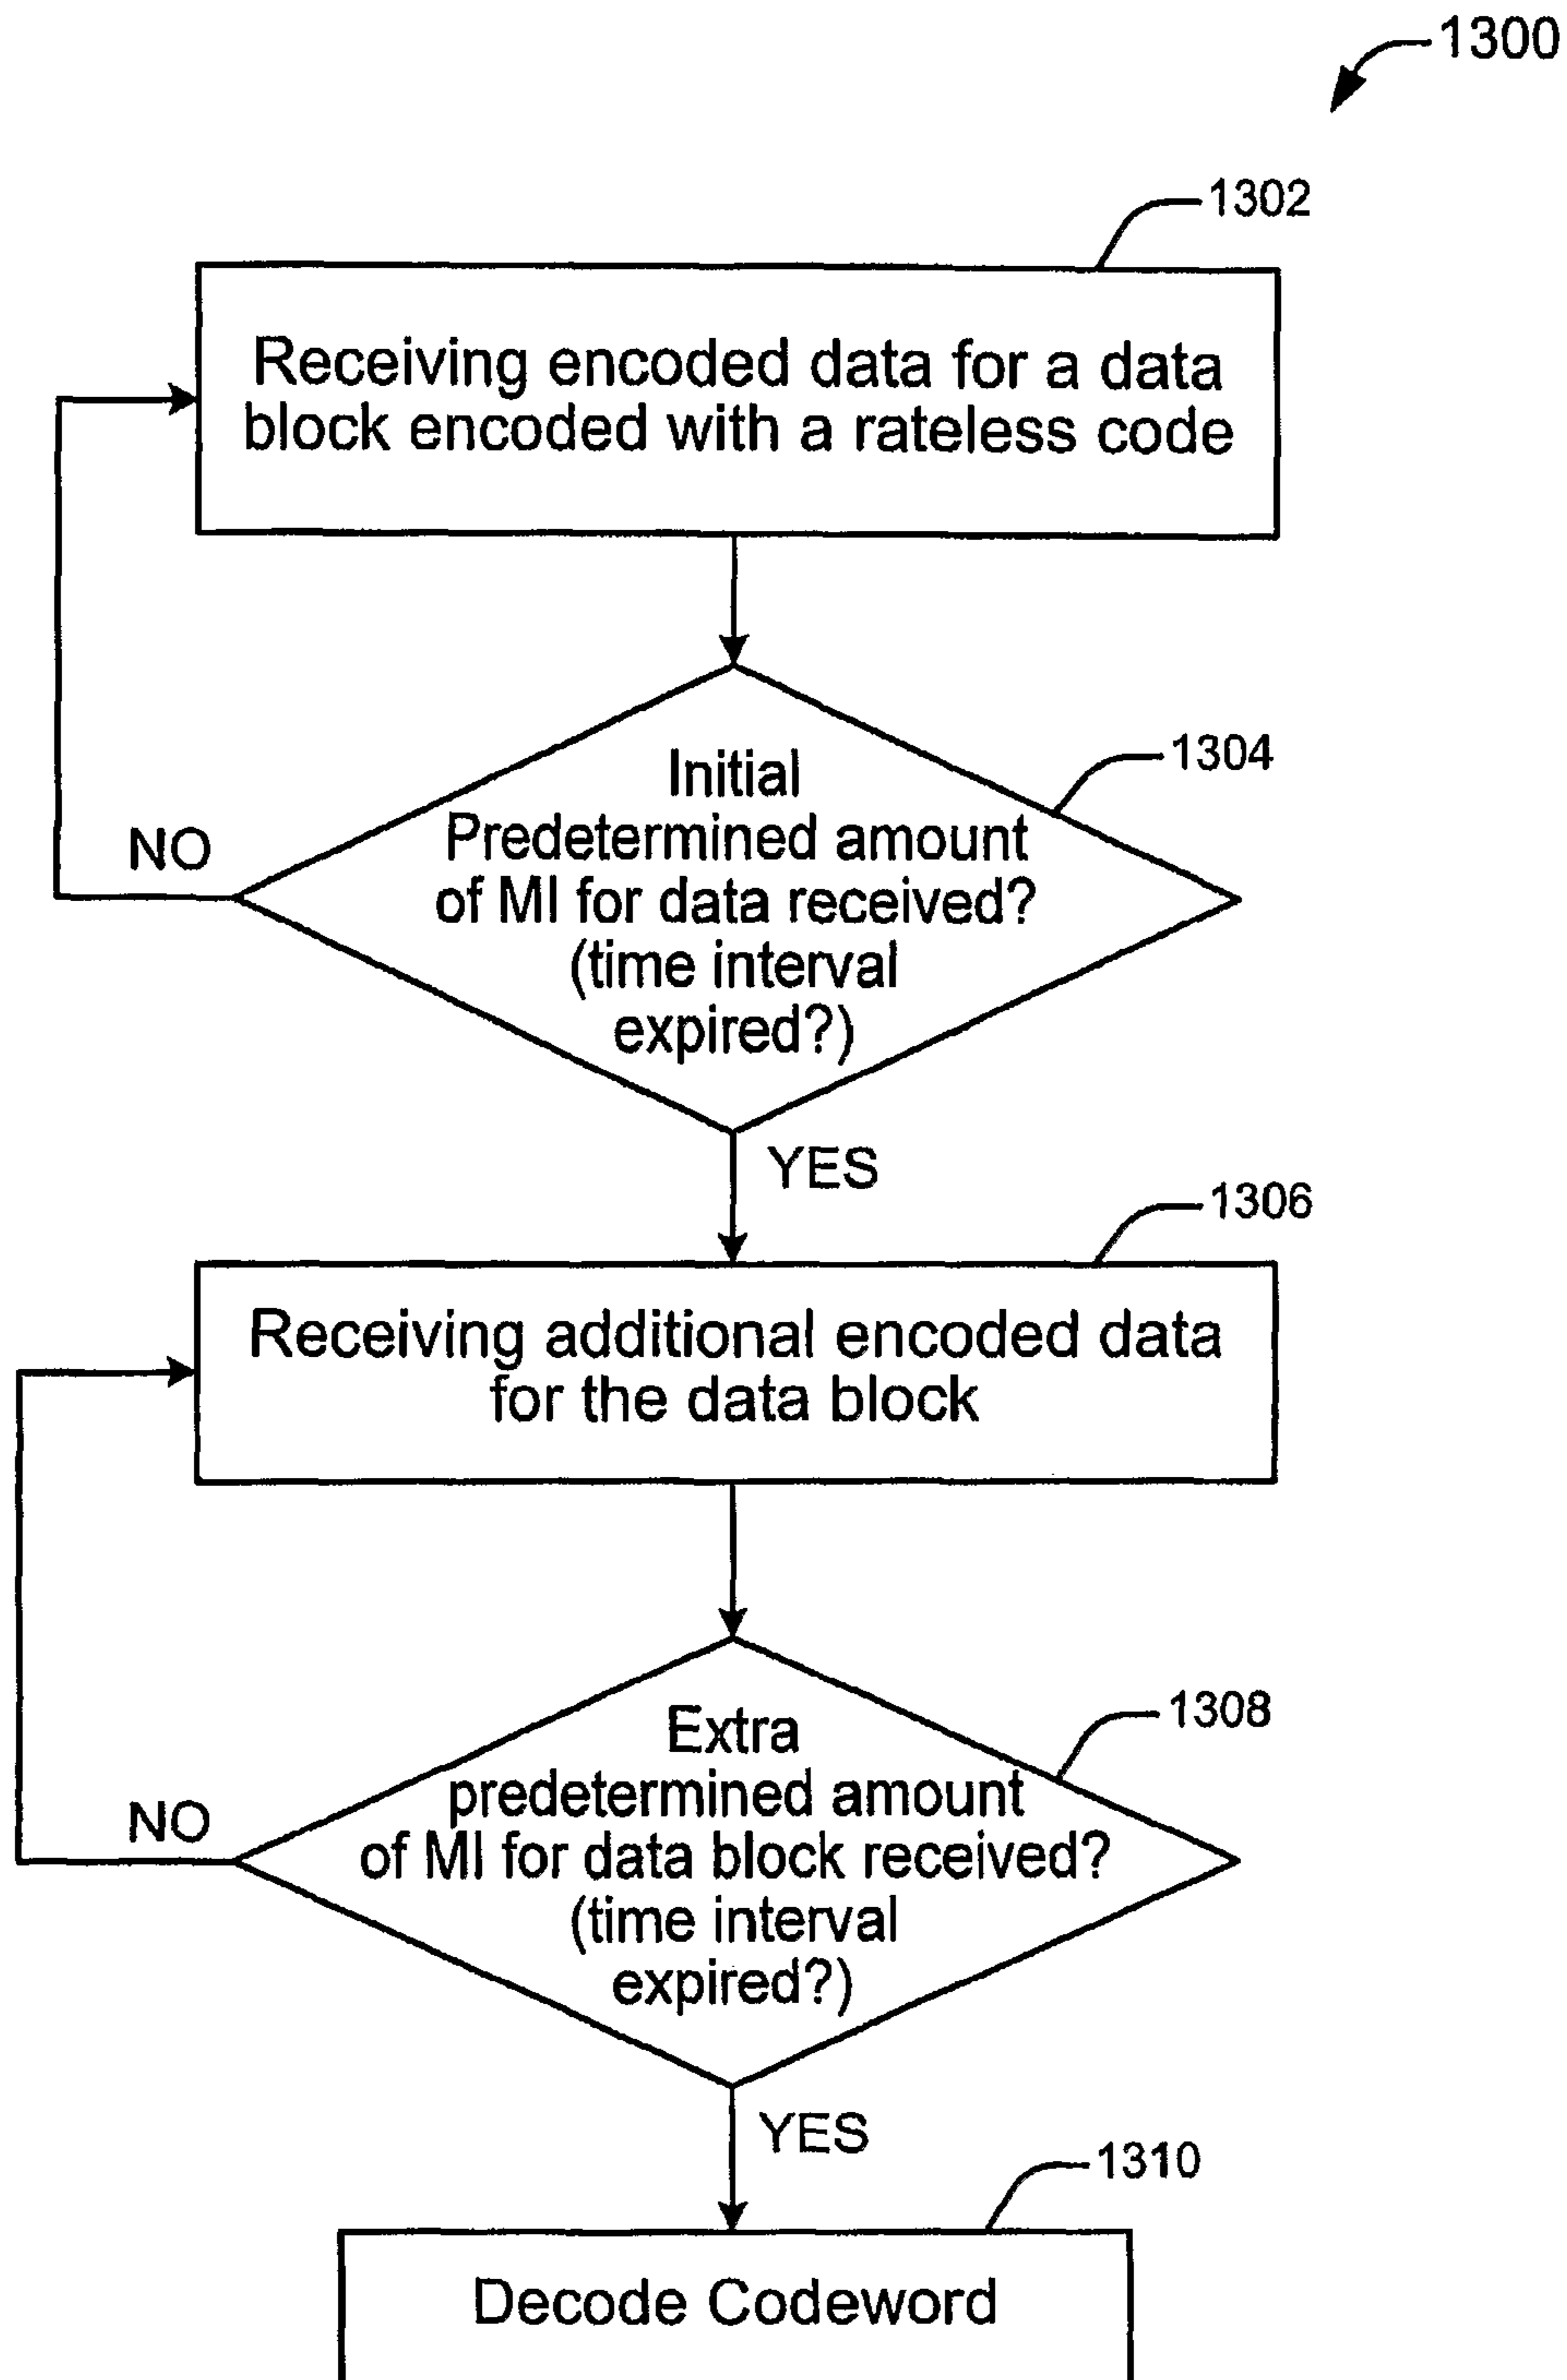 1300
1302
Receiving encoded data for a data
block encoded with a rateless code
1304
Initial
Predetermined amount
of MI for data received?
(time interval
expired?)
NO
YES
1306
Receiving additional encoded data
for the data block
1308
Extra
predetermined amount
of MI for data block received?
(time interval
expired?)
NO
YES
1310
Decode Codeword